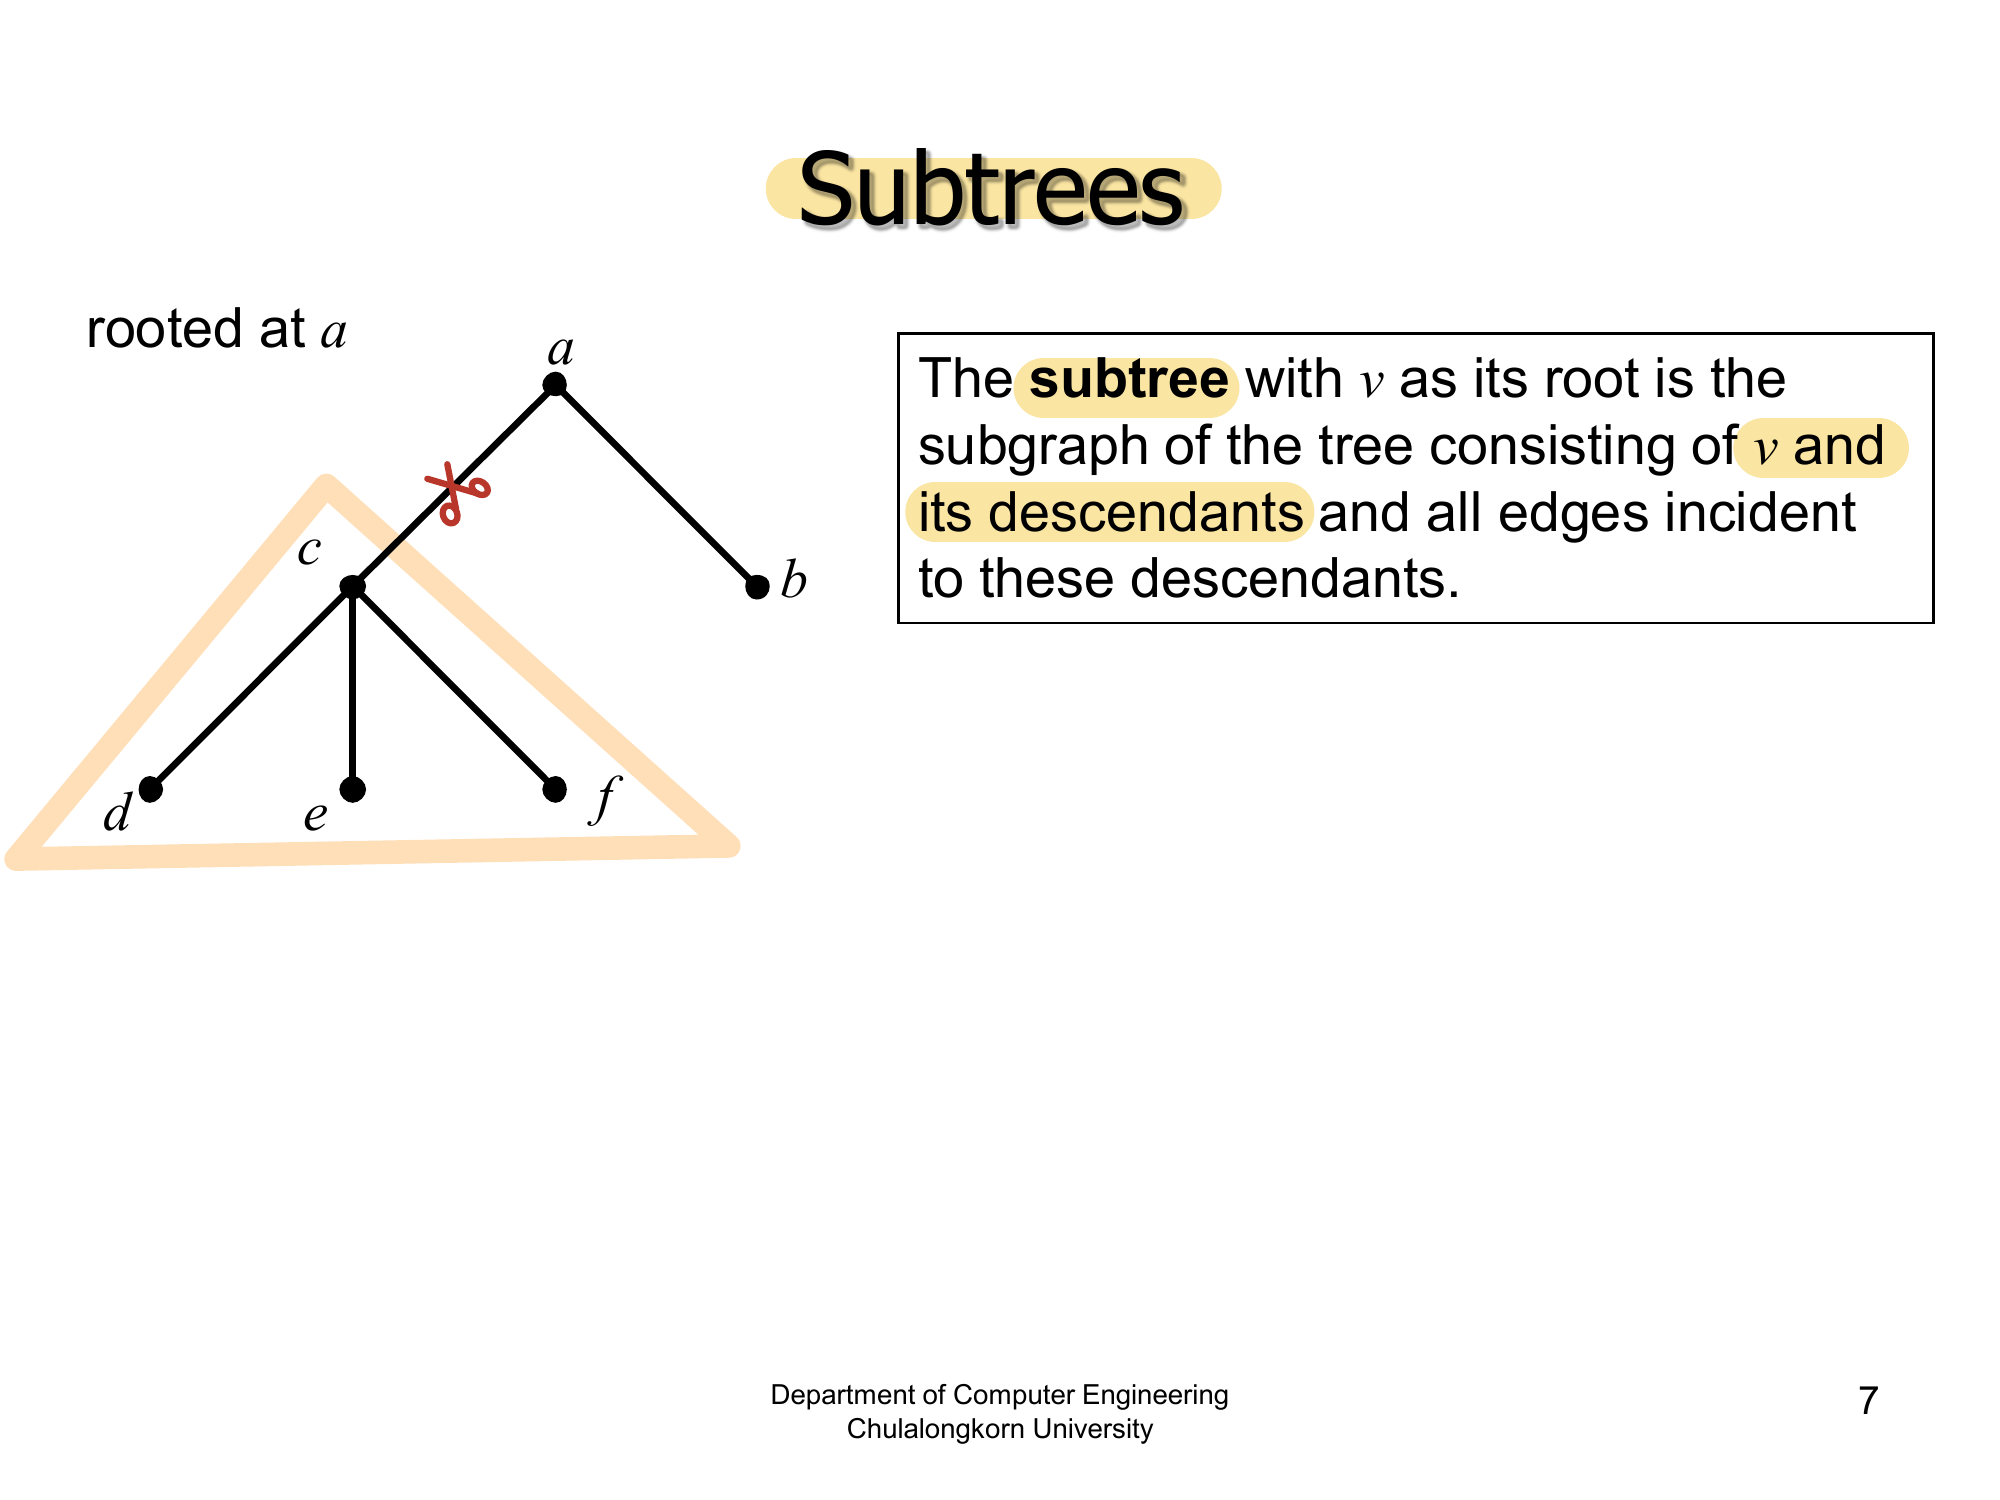 Subtrees
rooted at a
a
c
b
d
e
f
The subtree with v as its root is the
subgraph of the tree consisting of v and
its descendants and all edges incident
to these descendants.
Department of Computer Engineering
Chulalongkorn University
7